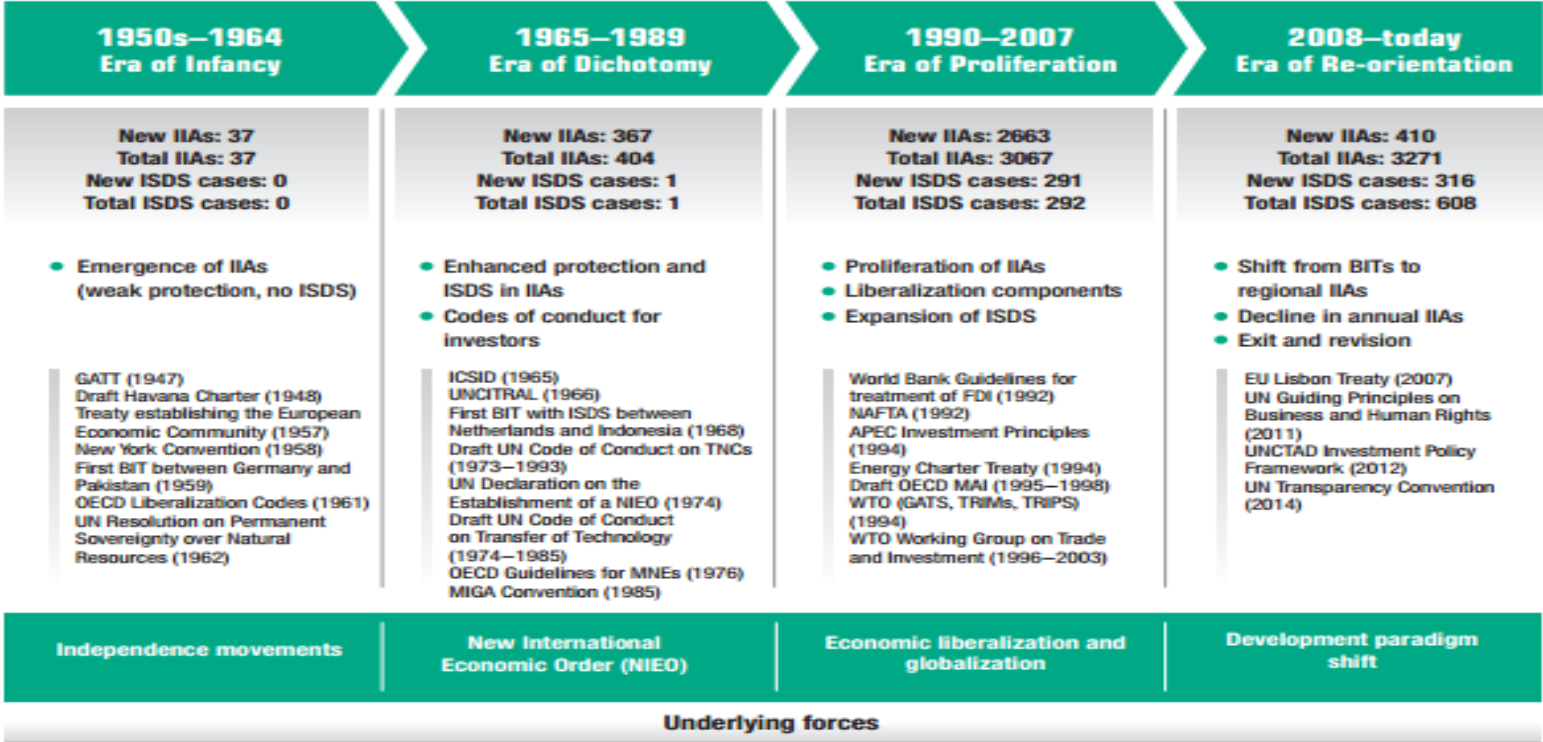 1950s–1964
Era of Infancy
New IIAs: 37
Total IIAs: 37
New ISDS cases: 0
Total ISDS cases: 0
• Emergence of IIAs
(weak protection, no ISDS)
GATT (1947)
Draft Havana Charter (1948)
Treaty establishing the European
Economic Community (1957)
New York Convention (1958)
First BIT between Germany and
Pakistan (1959)
OECD Liberalization Codes (1961)
UN Resolution on Permanent
Sovereignty over Natural
Resources (1962)
Independence movements
1965–1989
Era of Dichotomy
New IIAs: 367
Total IIAs: 404
New ISDS cases: 1
Total ISDS cases: 1
• Enhanced protection and
ISDS in IIAs
• Codes of conduct for
investors
ICSID (1965)
UNCITRAL (1966)
First BIT with ISDS between
Netherlands and Indonesia (1968)
Draft UN Code of Conduct on TNCs
(1973–1993)
UN Declaration on the
Establishment of a NIEO (1974)
Draft UN Code of Conduct
on Transfer of Technology
(1974–1985)
OECD Guidelines for MNEs (1976)
MIGA Convention (1985)
New International
Economic Order (NIEO)
1990–2007
Era of Proliferation
New IIAs: 2663
Total IIAs: 3067
New ISDS cases: 291
Total ISDS cases: 292
• Proliferation of IIAs
• Liberalization components
• Expansion of ISDS
World Bank Guidelines for
treatment of FDI (1992)
NAFTA (1992)
APEC Investment Principles
(1994)
Energy Charter Treaty (1994)
Draft OECD MAI (1995–1998)
WTO (GATS, TRIMs, TRIPS)
(1994)
WTO Working Group on Trade
and Investment (1996–2003)
Economic liberalization and
globalization
2008–today
Era of Re-orientation
New IIAs: 410
Total IIAs: 3271
New ISDS cases: 316
Total ISDS cases: 608
• Shift from BITs to
regional IIAs
• Decline in annual IIAs
• Exit and revision
EU Lisbon Treaty (2007)
UN Guiding Principles on
Business and Human Rights
(2011)
UNCTAD Investment Policy
Framework (2012)
UN Transparency Convention
(2014)
Development paradigm
shift
Underlying forces